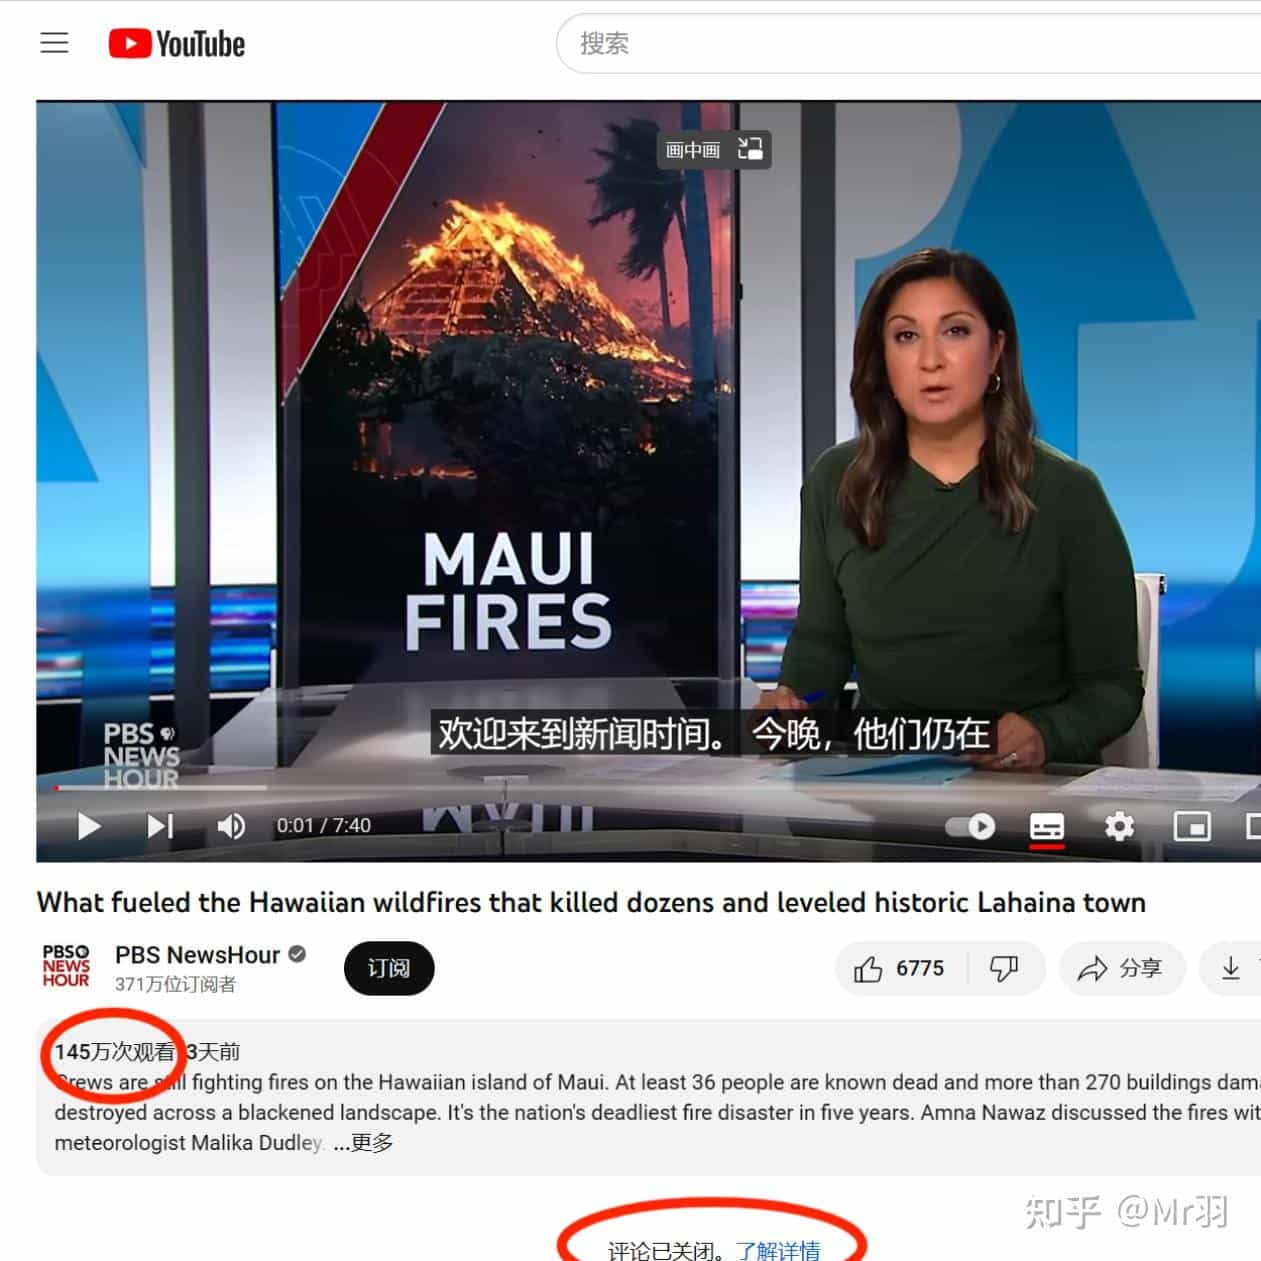 YouTube
搜索
画中画
MAUI
FIRES
欢迎来到新闻时间。 今晚，他们仍在
PBS
NEWS
HOUR
0:01 / 7:40
What fueled the Hawaiian wildfires that killed dozens and leveled historic Lahaina town
PBS
NEWS
HOUR
PBS NewsHour
371万位订阅者
订阅
6775
分享
145万次观看 3天前
Crews are still fighting fires on the Hawaiian island of Maui. At least 36 people are known dead and more than 270 buildings dam
destroyed across a blackened landscape. It's the nation's deadliest fire disaster in five years. Amna Nawaz discussed the fires wit
meteorologist Malika Dudley. ...更多
知乎 @Mr羽
评论已关闭。 了解详情